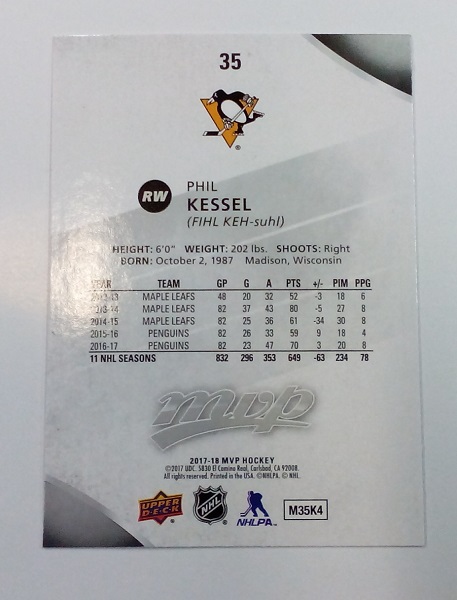 35
RW
PHIL
KESSEL
(FIHL KEH-suhl)
HEIGHT: 6'0" WEIGHT: 202 lbs. SHOOTS: Right
BORN: October 2, 1987 Madison, Wisconsin
YEAR TEAM GP G A PTS +/- PIM PPG
2012-13 MAPLE LEAFS 48 20 32 52 -3 18 6
2013-14 MAPLE LEAFS 82 37 43 80 -5 27 8
2014-15 MAPLE LEAFS 82 25 36 61 -34 30 8
2015-16 PENGUINS 82 26 33 59 9 18 4
2016-17 PENGUINS 82 23 47 70 3 20 8
11 NHL SEASONS 832 296 353 649 -63 234 78
mvp
2017-18 MVP HOCKEY
©2017 UDC. 5830 El Camino Real, Carlsbad, CA 92008.
All rights reserved. Printed in the USA. ©NHLPA. © NHL.
UPPER DECK NHL NHLPA M35K4